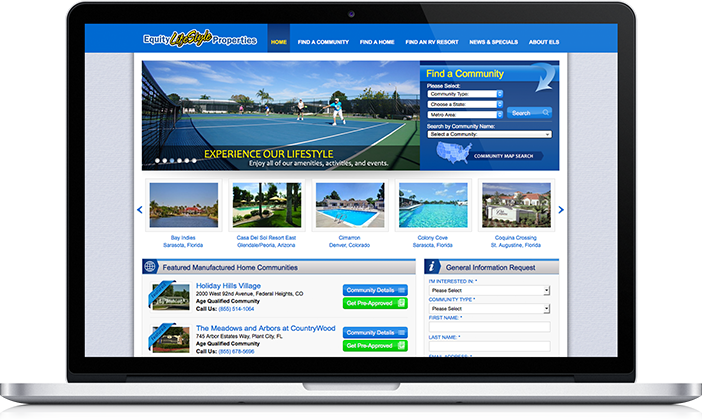 Equity LifeStyle Properties
HOME
FIND A COMMUNITY
FIND A HOME
FIND AN RV RESORT
NEWS & SPECIALS
ABOUT ELS
EXPERIENCE OUR LIFESTYLE
Enjoy all of our amenities, activities, and events.
Find a Community
Please Select:
Community Type:
Choose a State:
Metro Area:
Search
Search by Community Name:
Select a Community:
COMMUNITY MAP SEARCH
Bay Indies
Sarasota, Florida
Casa Del Sol Resort East
Glendale/Peoria, Arizona
Cimarron
Denver, Colorado
Colony Cove
Sarasota, Florida
Coquina Crossing
St. Augustine, Florida
Featured Manufactured Home Communities
Holiday Hills Village
2000 West 92nd Avenue, Federal Heights, CO
Age Qualified Community
Call Us: (855) 514-1064
Community Details
Get Pre-Approved
The Meadows and Arbors at CountryWood
745 Arbor Estates Way, Plant City, FL
Age Qualified Community
Call Us: (855) 678-5696
Community Details
Get Pre-Approved
General Information Request
I'M INTERESTED IN: *
Please Select
COMMUNITY TYPE *
Please Select
FIRST NAME: *
LAST NAME: *
EMAIL ADDRESS: *